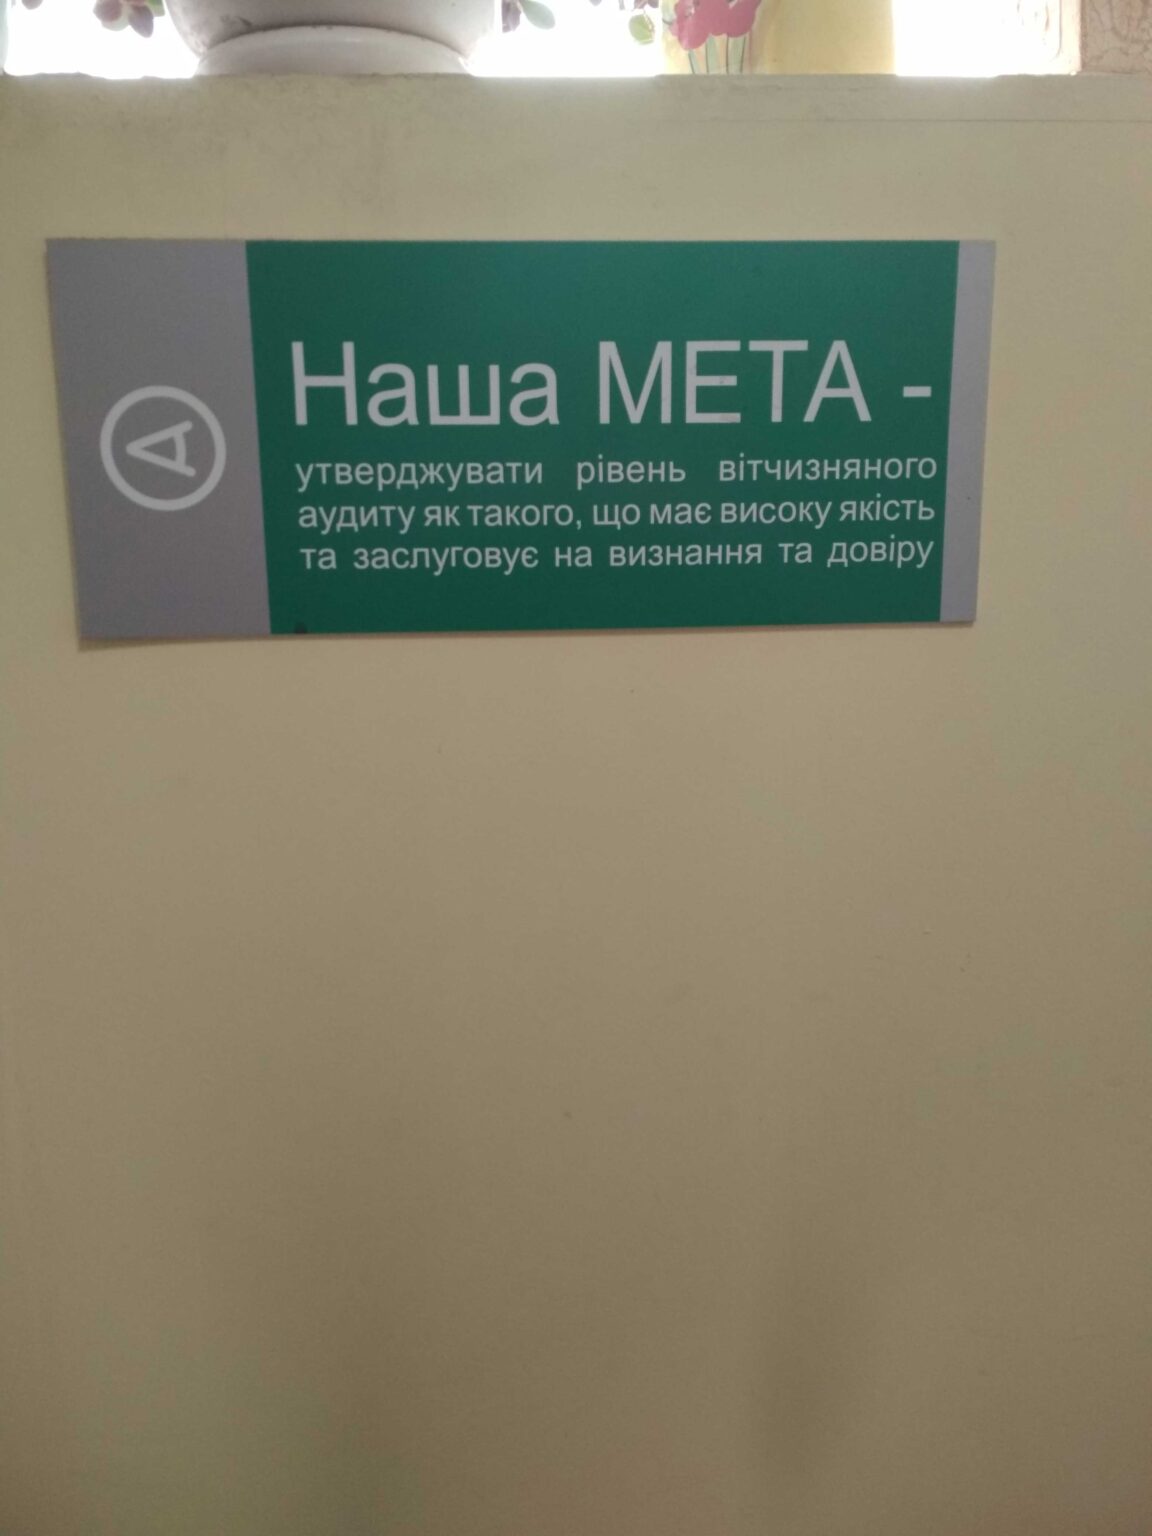 А
Наша МЕТА -
утверджувати рівень вітчизняного
аудиту як такого, що має високу якість
та заслуговує на визнання та довіру